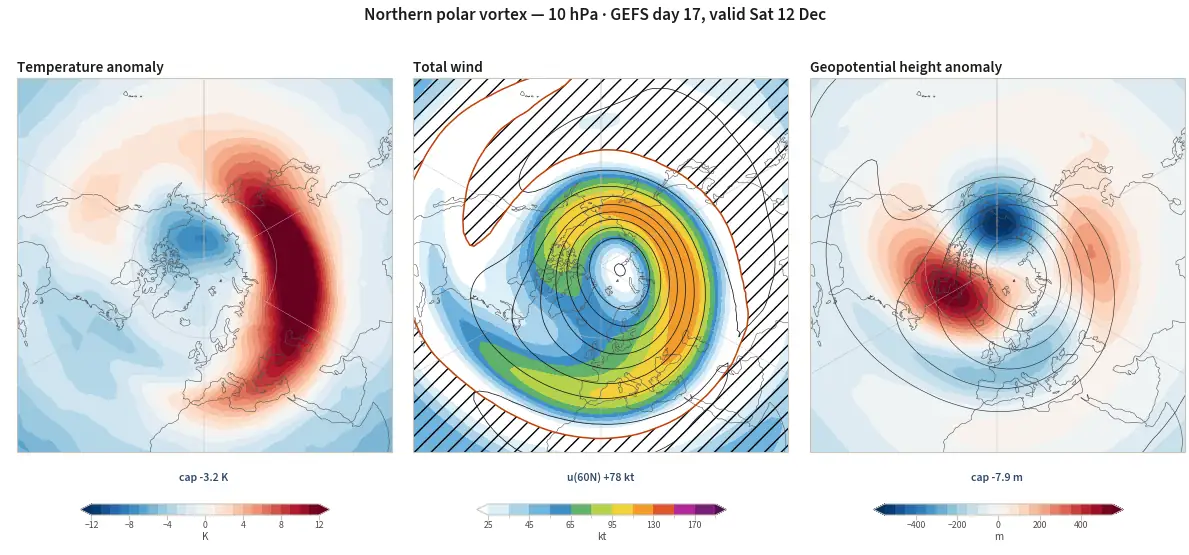 Northern polar vortex — 10 hPa · GEFS day 17, valid Sat 12 Dec
Temperature anomaly
Total wind
Geopotential height anomaly
cap -3.2 K
u(60N) +78 kt
cap -7.9 m
−12 −8 −4 0 4 8 12
K
25 45 65 95 130 170
kt
−400 −200 0 200 400
m